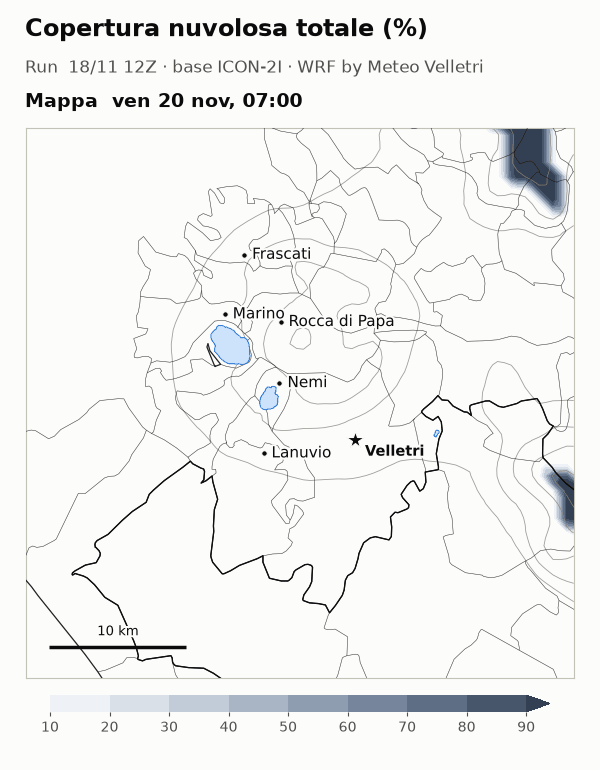 Copertura nuvolosa totale (%)
Run  18/11 12Z · base ICON-2I · WRF by Meteo Velletri
Mappa  ven 20 nov, 07:00
Frascati
Marino
Rocca di Papa
Nemi
Velletri
Lanuvio
10 km
10 20 30 40 50 60 70 80 90